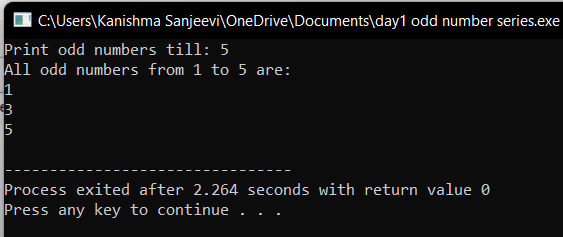 C:\Users\Kanishma Sanjeevi\OneDrive\Documents\day1 odd number series.exe
Print odd numbers till: 5
All odd numbers from 1 to 5 are:
1
3
5
--------------------------------
Process exited after 2.264 seconds with return value 0
Press any key to continue . . .